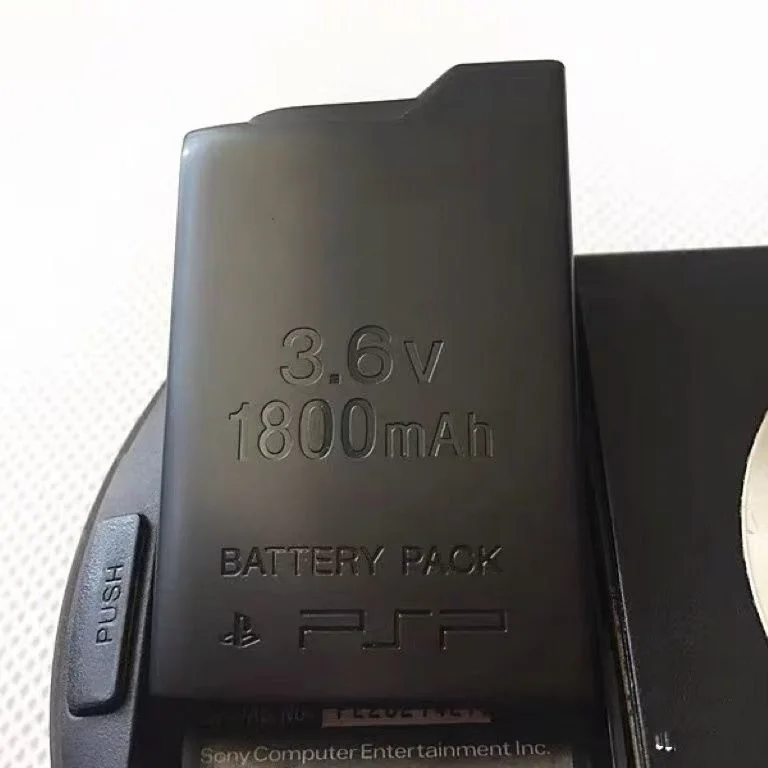 3.6V
1800mAh
BATTERY PACK
PSP
PUSH
Sony Computer Entertainment Inc.